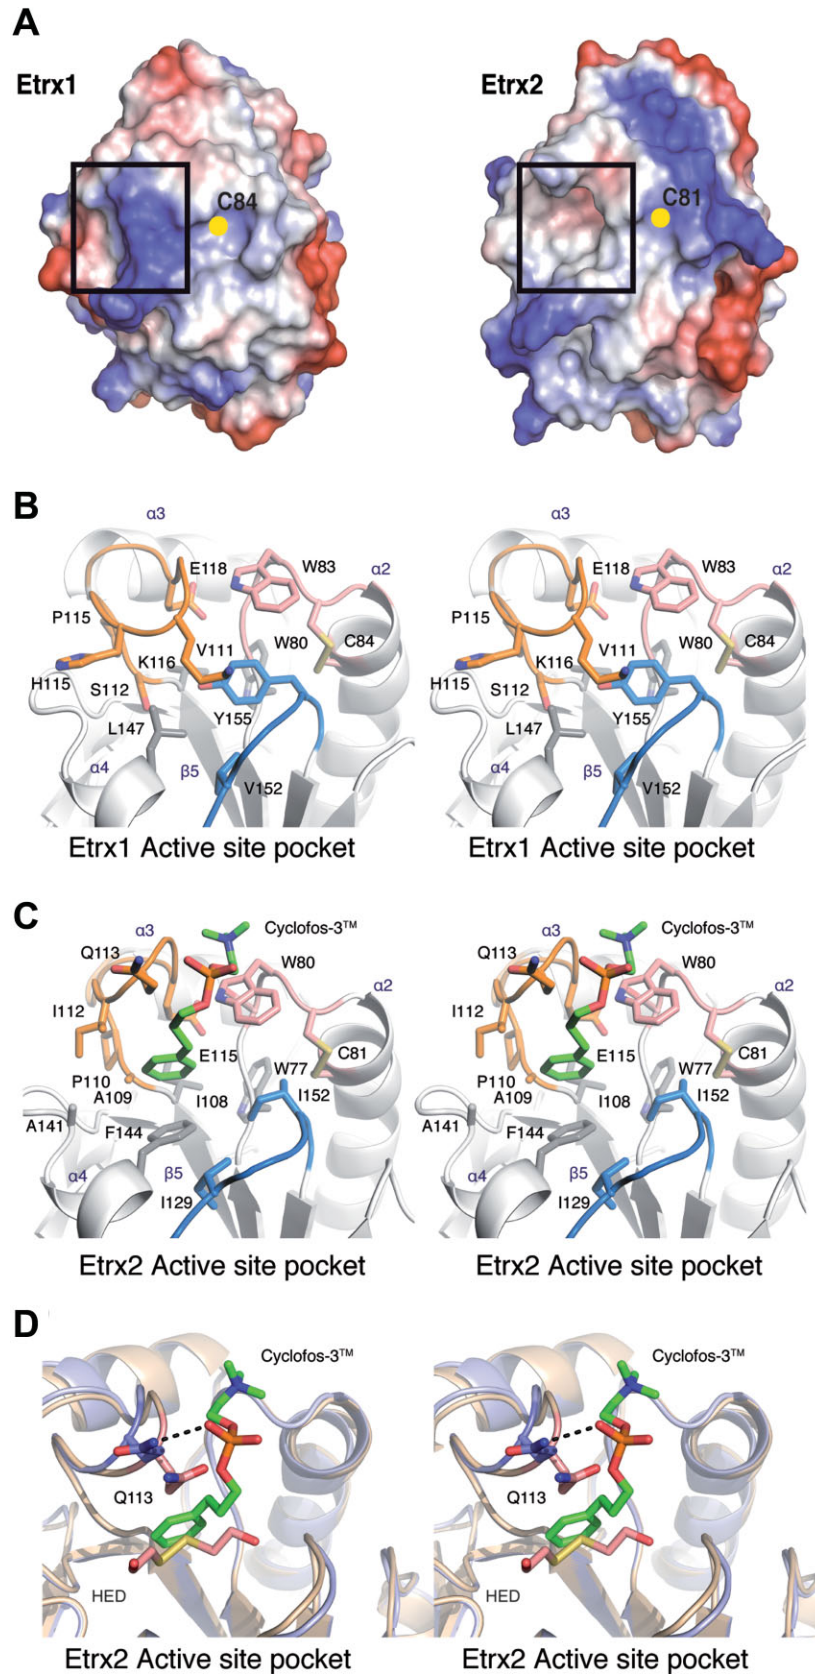 A
Etrx1
Etrx2
C84
C81
B
α3
E118
W83
α2
P115
K116
V111
W80
C84
H115
S112
L147
Y155
α4
β5
V152
Etrx1 Active site pocket
α3
E118
W83
α2
P115
K116
V111
W80
C84
H115
S112
L147
Y155
α4
β5
V152
Etrx1 Active site pocket
C
α3
Cyclofos-3™
Q113
W80
α2
I112
E115
C81
P110
W77
A109
I108
I152
A141
F144
α4
β5
I129
Etrx2 Active site pocket
α3
Cyclofos-3™
Q113
W80
α2
I112
E115
C81
P110
W77
A109
I108
I152
A141
F144
α4
β5
I129
Etrx2 Active site pocket
D
Cyclofos-3™
Q113
HED
Etrx2 Active site pocket
Cyclofos-3™
Q113
HED
Etrx2 Active site pocket